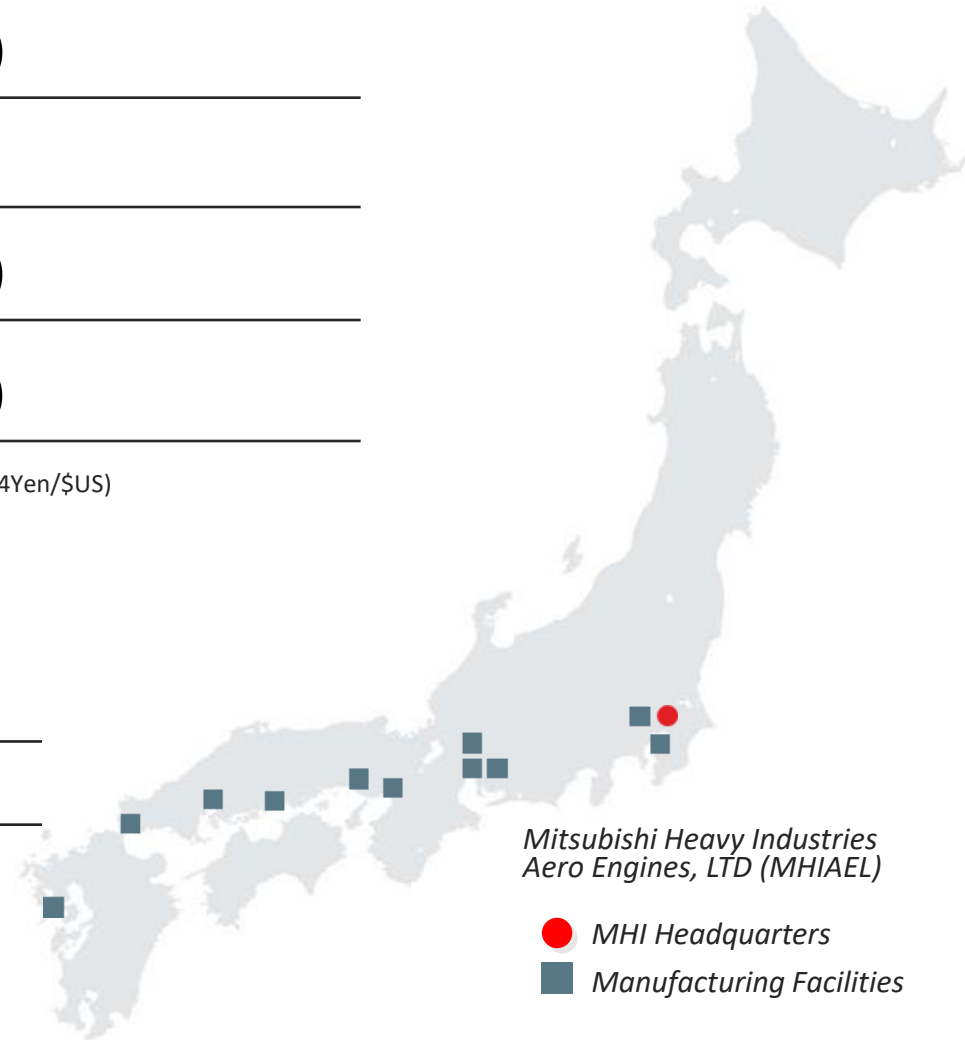 )
)
)
4Yen/$US)
Mitsubishi Heavy Industries
Aero Engines, LTD (MHIAEL)
MHI Headquarters
Manufacturing Facilities